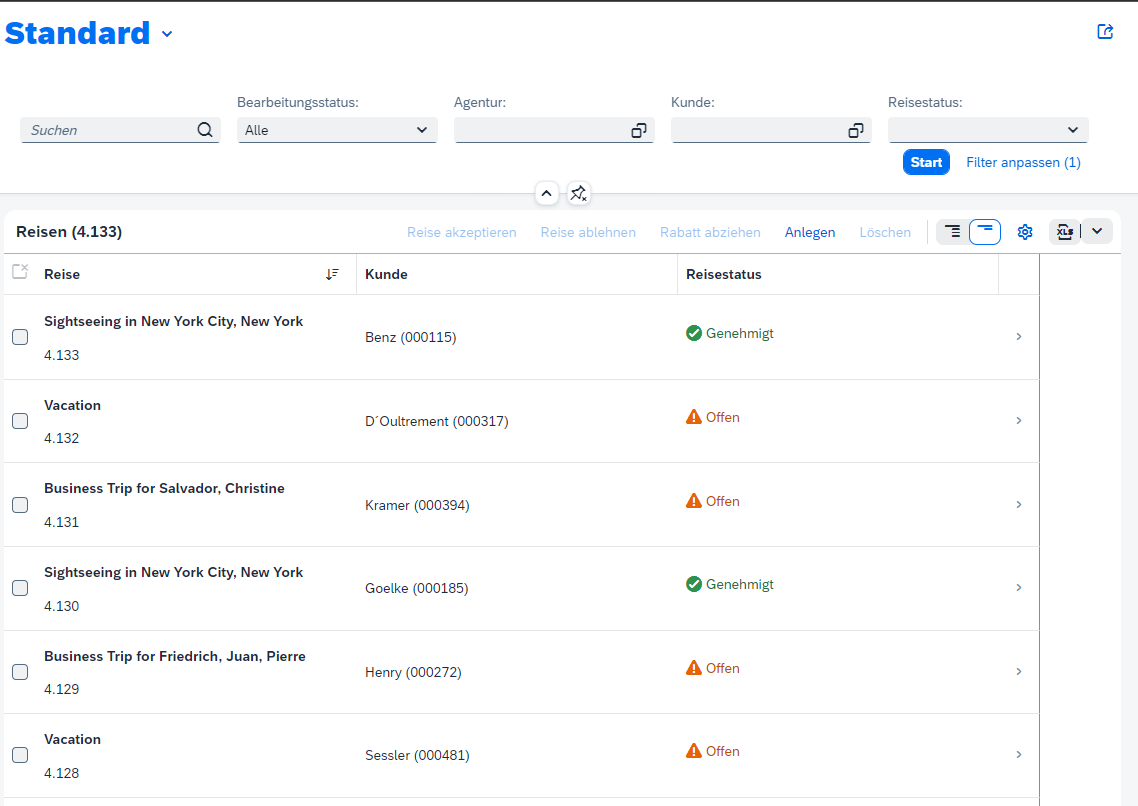 Standard
Bearbeitungsstatus: Agentur: Kunde: Reisestatus:
Suchen Alle
Start Filter anpassen (1)
Reisen (4.133) Reise akzeptieren Reise ablehnen Rabatt abziehen Anlegen Löschen XLS
Reise Kunde Reisestatus
Sightseeing in New York City, New York
4.133
Benz (000115)
Genehmigt
Vacation
4.132
D´Oultrement (000317)
Offen
Business Trip for Salvador, Christine
4.131
Kramer (000394)
Offen
Sightseeing in New York City, New York
4.130
Goelke (000185)
Genehmigt
Business Trip for Friedrich, Juan, Pierre
4.129
Henry (000272)
Offen
Vacation
4.128
Sessler (000481)
Offen